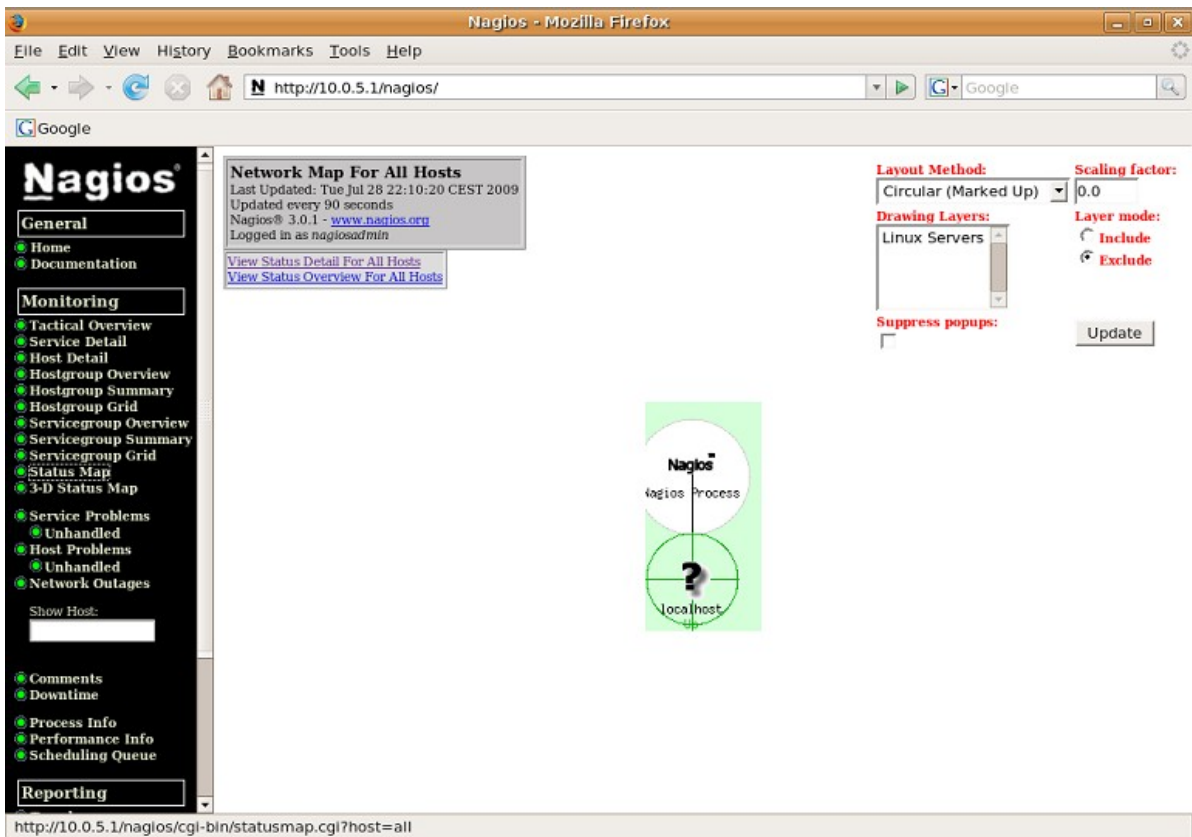 Nagios - Mozilla Firefox
File Edit View History Bookmarks Tools Help
N http://10.0.5.1/nagios/
G Google
Google
Nagios®
General
Home
Documentation
Monitoring
Tactical Overview
Service Detail
Host Detail
Hostgroup Overview
Hostgroup Summary
Hostgroup Grid
Servicegroup Overview
Servicegroup Summary
Servicegroup Grid
Status Map
3-D Status Map
Service Problems
Unhandled
Host Problems
Unhandled
Network Outages
Show Host:
Comments
Downtime
Process Info
Performance Info
Scheduling Queue
Reporting
Network Map For All Hosts
Last Updated: Tue Jul 28 22:10:20 CEST 2009
Updated every 90 seconds
Nagios® 3.0.1 - www.nagios.org
Logged in as nagiosadmin
View Status Detail For All Hosts
View Status Overview For All Hosts
Layout Method:
Circular (Marked Up)
Scaling factor:
0.0
Drawing Layers:
Linux Servers
Layer mode:
Include
Exclude
Suppress popups:
Update
Nagios
Nagios Process
?
localhost
Up
http://10.0.5.1/nagios/cgi-bin/statusmap.cgi?host=all